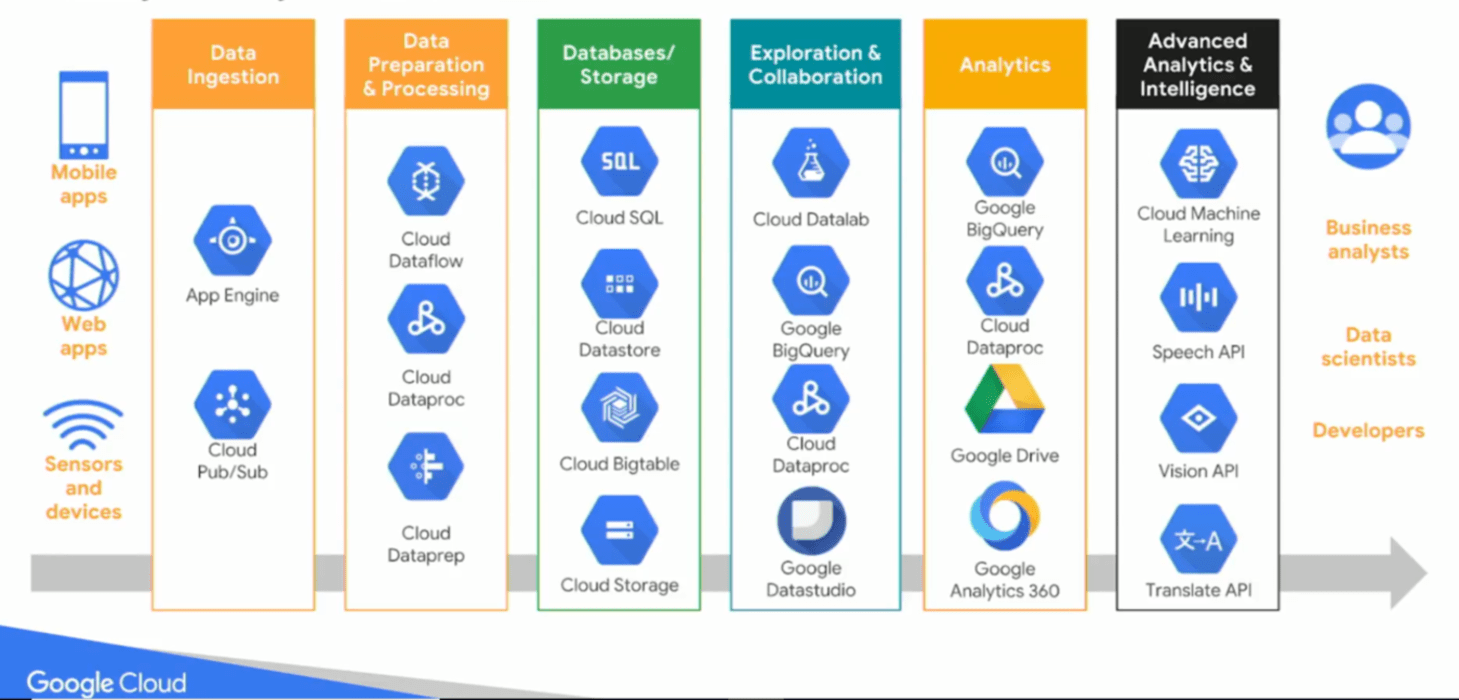 Mobile
apps
Web
apps
Sensors
and
devices
Data
Ingestion
App Engine
Cloud
Pub/Sub
Data
Preparation
& Processing
Cloud
Dataflow
Cloud
Dataproc
Cloud
Dataprep
Databases/
Storage
SQL
Cloud SQL
Cloud
Datastore
Cloud Bigtable
Cloud Storage
Exploration &
Collaboration
Cloud Datalab
Google
BigQuery
Cloud
Dataproc
Google
Datastudio
Analytics
Google
BigQuery
Cloud
Dataproc
Google Drive
Google
Analytics 360
Advanced
Analytics &
Intelligence
Cloud Machine
Learning
Speech API
Vision API
文→A
Translate API
Business
analysts
Data
scientists
Developers
Google Cloud